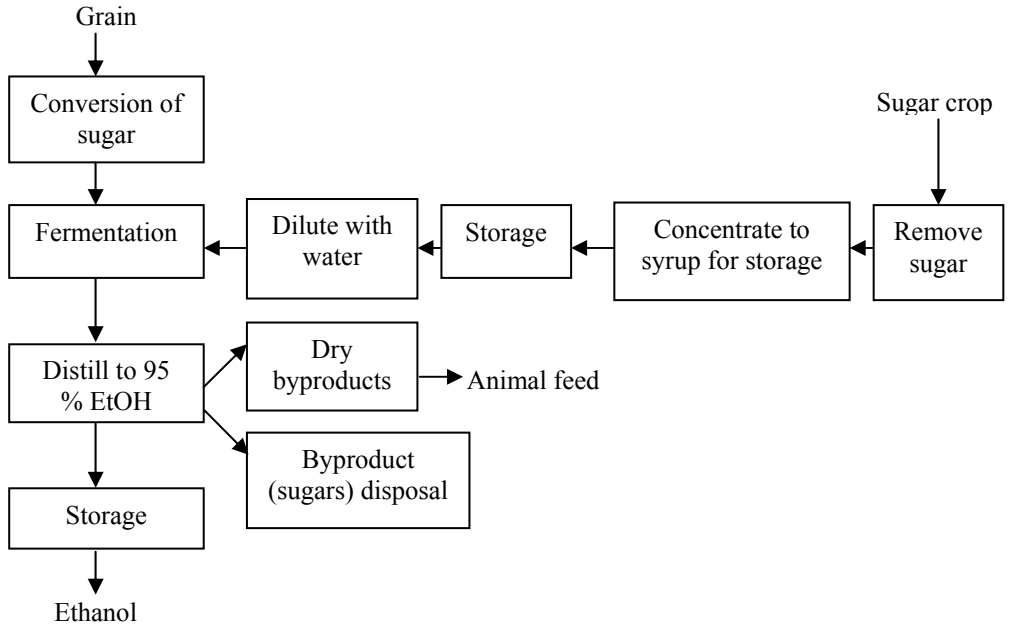 Grain
Conversion of
sugar
Sugar crop
Fermentation
Dilute with
water
Storage
Concentrate to
syrup for storage
Remove
sugar
Distill to 95
% EtOH
Dry
byproducts
Animal feed
Byproduct
(sugars) disposal
Storage
Ethanol